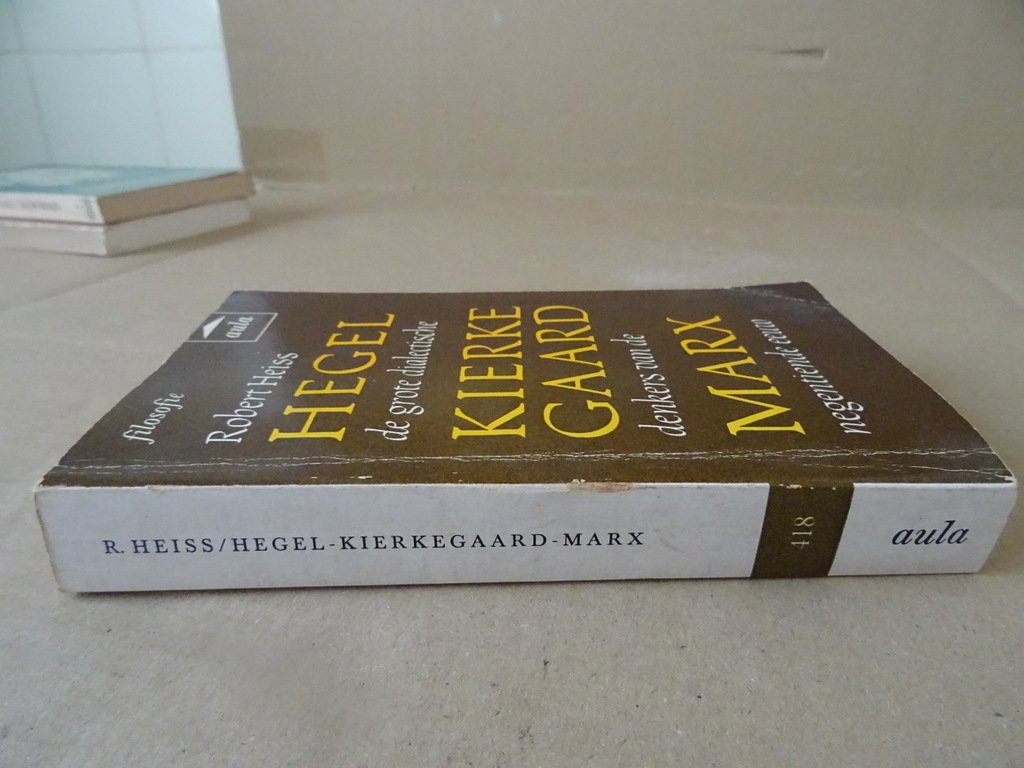 filosofie
aula
Robert Heiss
HEGEL
de grote dialectische
KIERKE
GAARD
denkers van de
MARX
negentiende eeuw
R. HEISS/HEGEL-KIERKEGAARD-MARX
418
aula